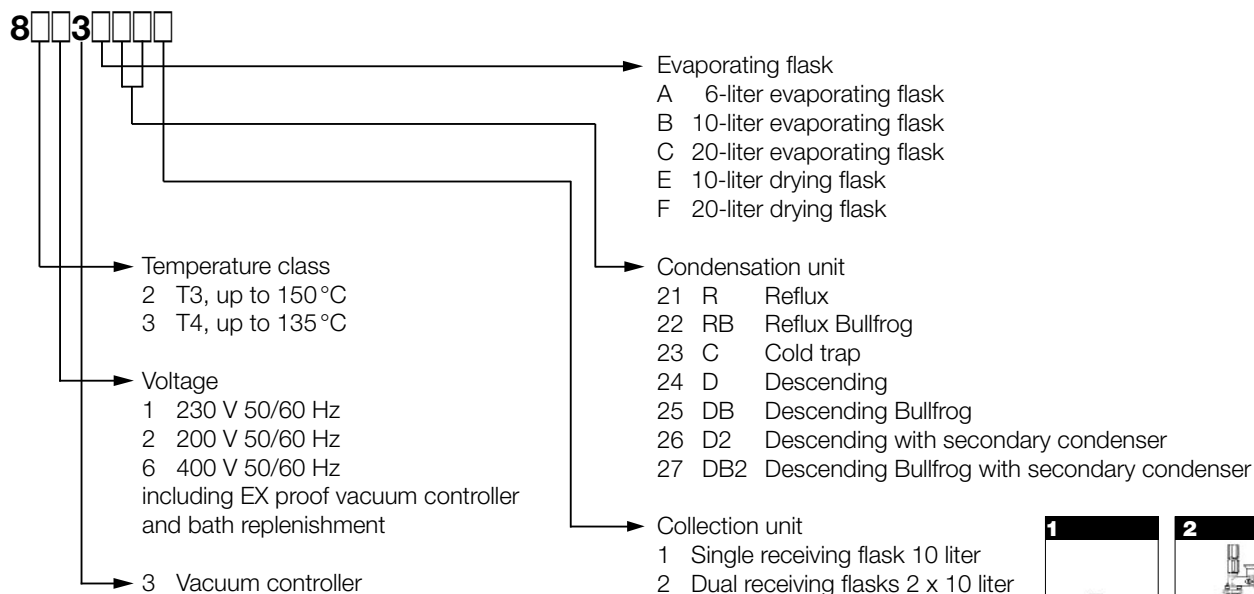 8 3
Evaporating flask
A 6-liter evaporating flask
B 10-liter evaporating flask
C 20-liter evaporating flask
E 10-liter drying flask
F 20-liter drying flask
Temperature class
2 T3, up to 150 °C
3 T4, up to 135 °C
Voltage
1 230 V 50/60 Hz
2 200 V 50/60 Hz
6 400 V 50/60 Hz
including EX proof vacuum controller
and bath replenishment
3 Vacuum controller
Condensation unit
21 R Reflux
22 RB Reflux Bullfrog
23 C Cold trap
24 D Descending
25 DB Descending Bullfrog
26 D2 Descending with secondary condenser
27 DB2 Descending Bullfrog with secondary condenser
Collection unit
1 Single receiving flask 10 liter
2 Dual receiving flasks 2 x 10 liter
1
2